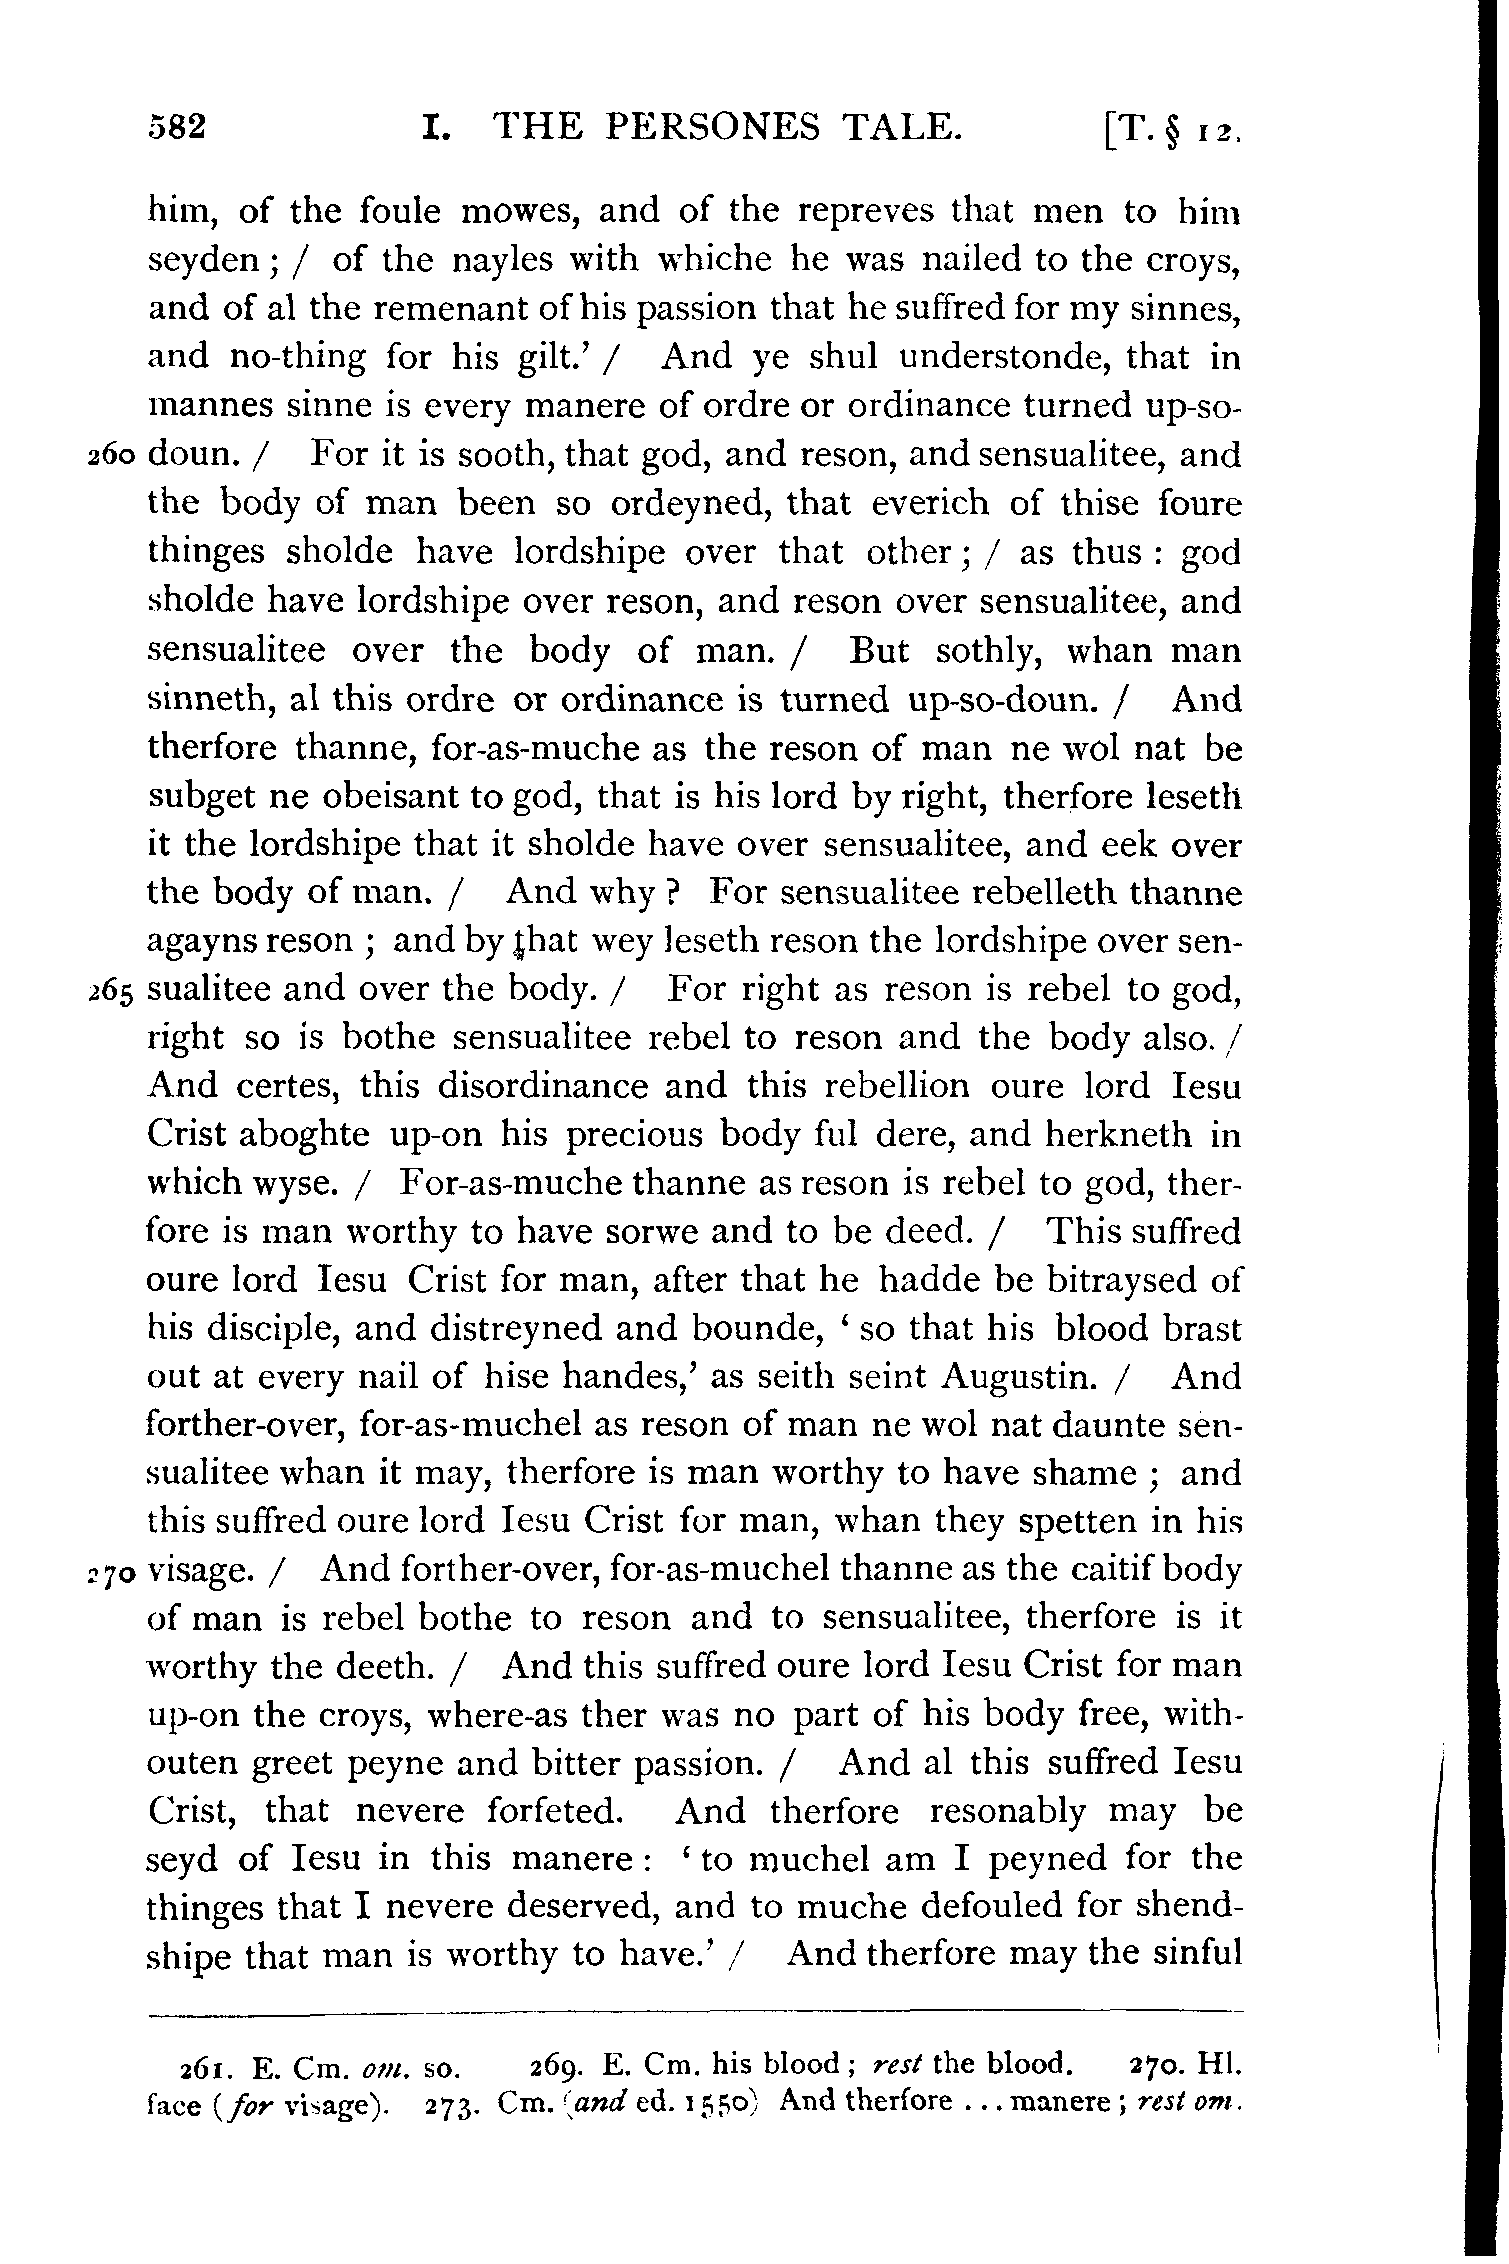 582 I. THE PERSONES TALE. [T. § 12.
him, of the foule mowes, and of the repreves that men to him
seyden ; / of the nayles with whiche he was nailed to the croys,
and of al the remenant of his passion that he suffred for my sinnes,
and no-thing for his gilt.’ / And ye shul understonde, that in
mannes sinne is every manere of ordre or ordinance turned up-so-
260 doun. / For it is sooth, that god, and reson, and sensualitee, and
the body of man been so ordeyned, that everich of thise foure
thinges sholde have lordshipe over that other ; / as thus : god
sholde have lordshipe over reson, and reson over sensualitee, and
sensualitee over the body of man. / But sothly, whan man
sinneth, al this ordre or ordinance is turned up-so-doun. / And
therfore thanne, for-as-muche as the reson of man ne wol nat be
subget ne obeisant to god, that is his lord by right, therfore leseth
it the lordshipe that it sholde have over sensualitee, and eek over
the body of man. / And why ? For sensualitee rebelleth thanne
agayns reson ; and by that wey leseth reson the lordshipe over sen-
265 sualitee and over the body. / For right as reson is rebel to god,
right so is bothe sensualitee rebel to reson and the body also. /
And certes, this disordinance and this rebellion oure lord Iesu
Crist aboghte up-on his precious body ful dere, and herkneth in
which wyse. / For-as-muche thanne as reson is rebel to god, ther-
fore is man worthy to have sorwe and to be deed. / This suffred
oure lord Iesu Crist for man, after that he hadde be bitraysed of
his disciple, and distreyned and bounde, ‘ so that his blood brast
out at every nail of hise handes,’ as seith seint Augustin. / And
forther-over, for-as-muchel as reson of man ne wol nat daunte sen-
sualitee whan it may, therfore is man worthy to have shame ; and
this suffred oure lord Iesu Crist for man, whan they spetten in his
270 visage. / And forther-over, for-as-muchel thanne as the caitif body
of man is rebel bothe to reson and to sensualitee, therfore is it
worthy the deeth. / And this suffred oure lord Iesu Crist for man
up-on the croys, where-as ther was no part of his body free, with-
outen greet peyne and bitter passion. / And al this suffred Iesu
Crist, that nevere forfeted. And therfore resonably may be
seyd of Iesu in this manere : ‘ to muchel am I peyned for the
thinges that I nevere deserved, and to muche defouled for shend-
shipe that man is worthy to have.’ / And therfore may the sinful
261. E. Cm. om. so. 269. E. Cm. his blood ; rest the blood. 270. Hl.
face (for visage). 273. Cm. (and ed. 1550) And therfore ... manere ; rest om.